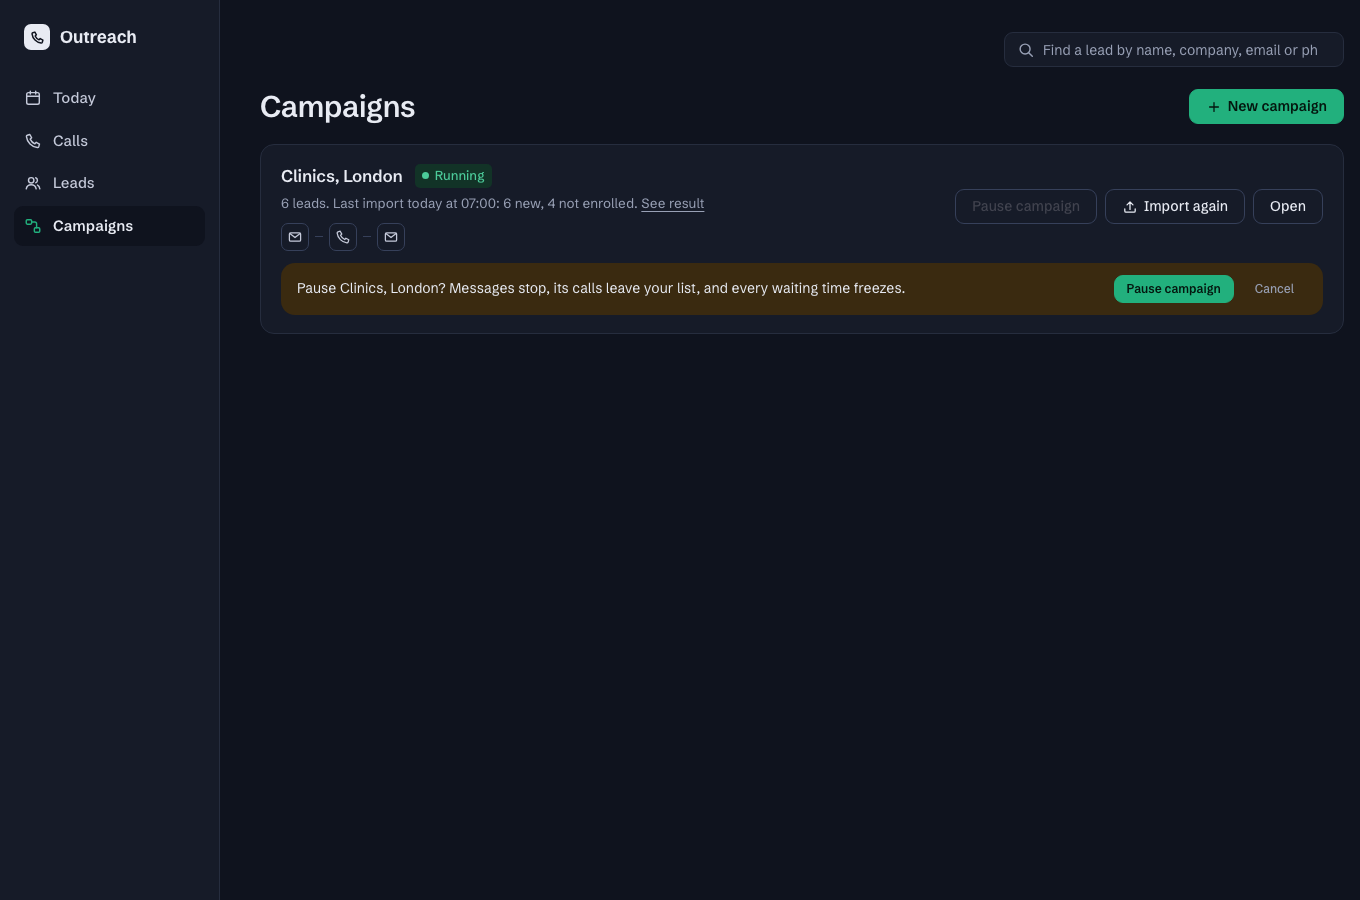 Outreach
Today
Calls
Leads
Campaigns
Find a lead by name, company, email or ph
Campaigns
New campaign
Clinics, London
Running
6 leads. Last import today at 07:00: 6 new, 4 not enrolled. See result
Pause campaign
Import again
Open
Pause Clinics, London? Messages stop, its calls leave your list, and every waiting time freezes.
Pause campaign
Cancel